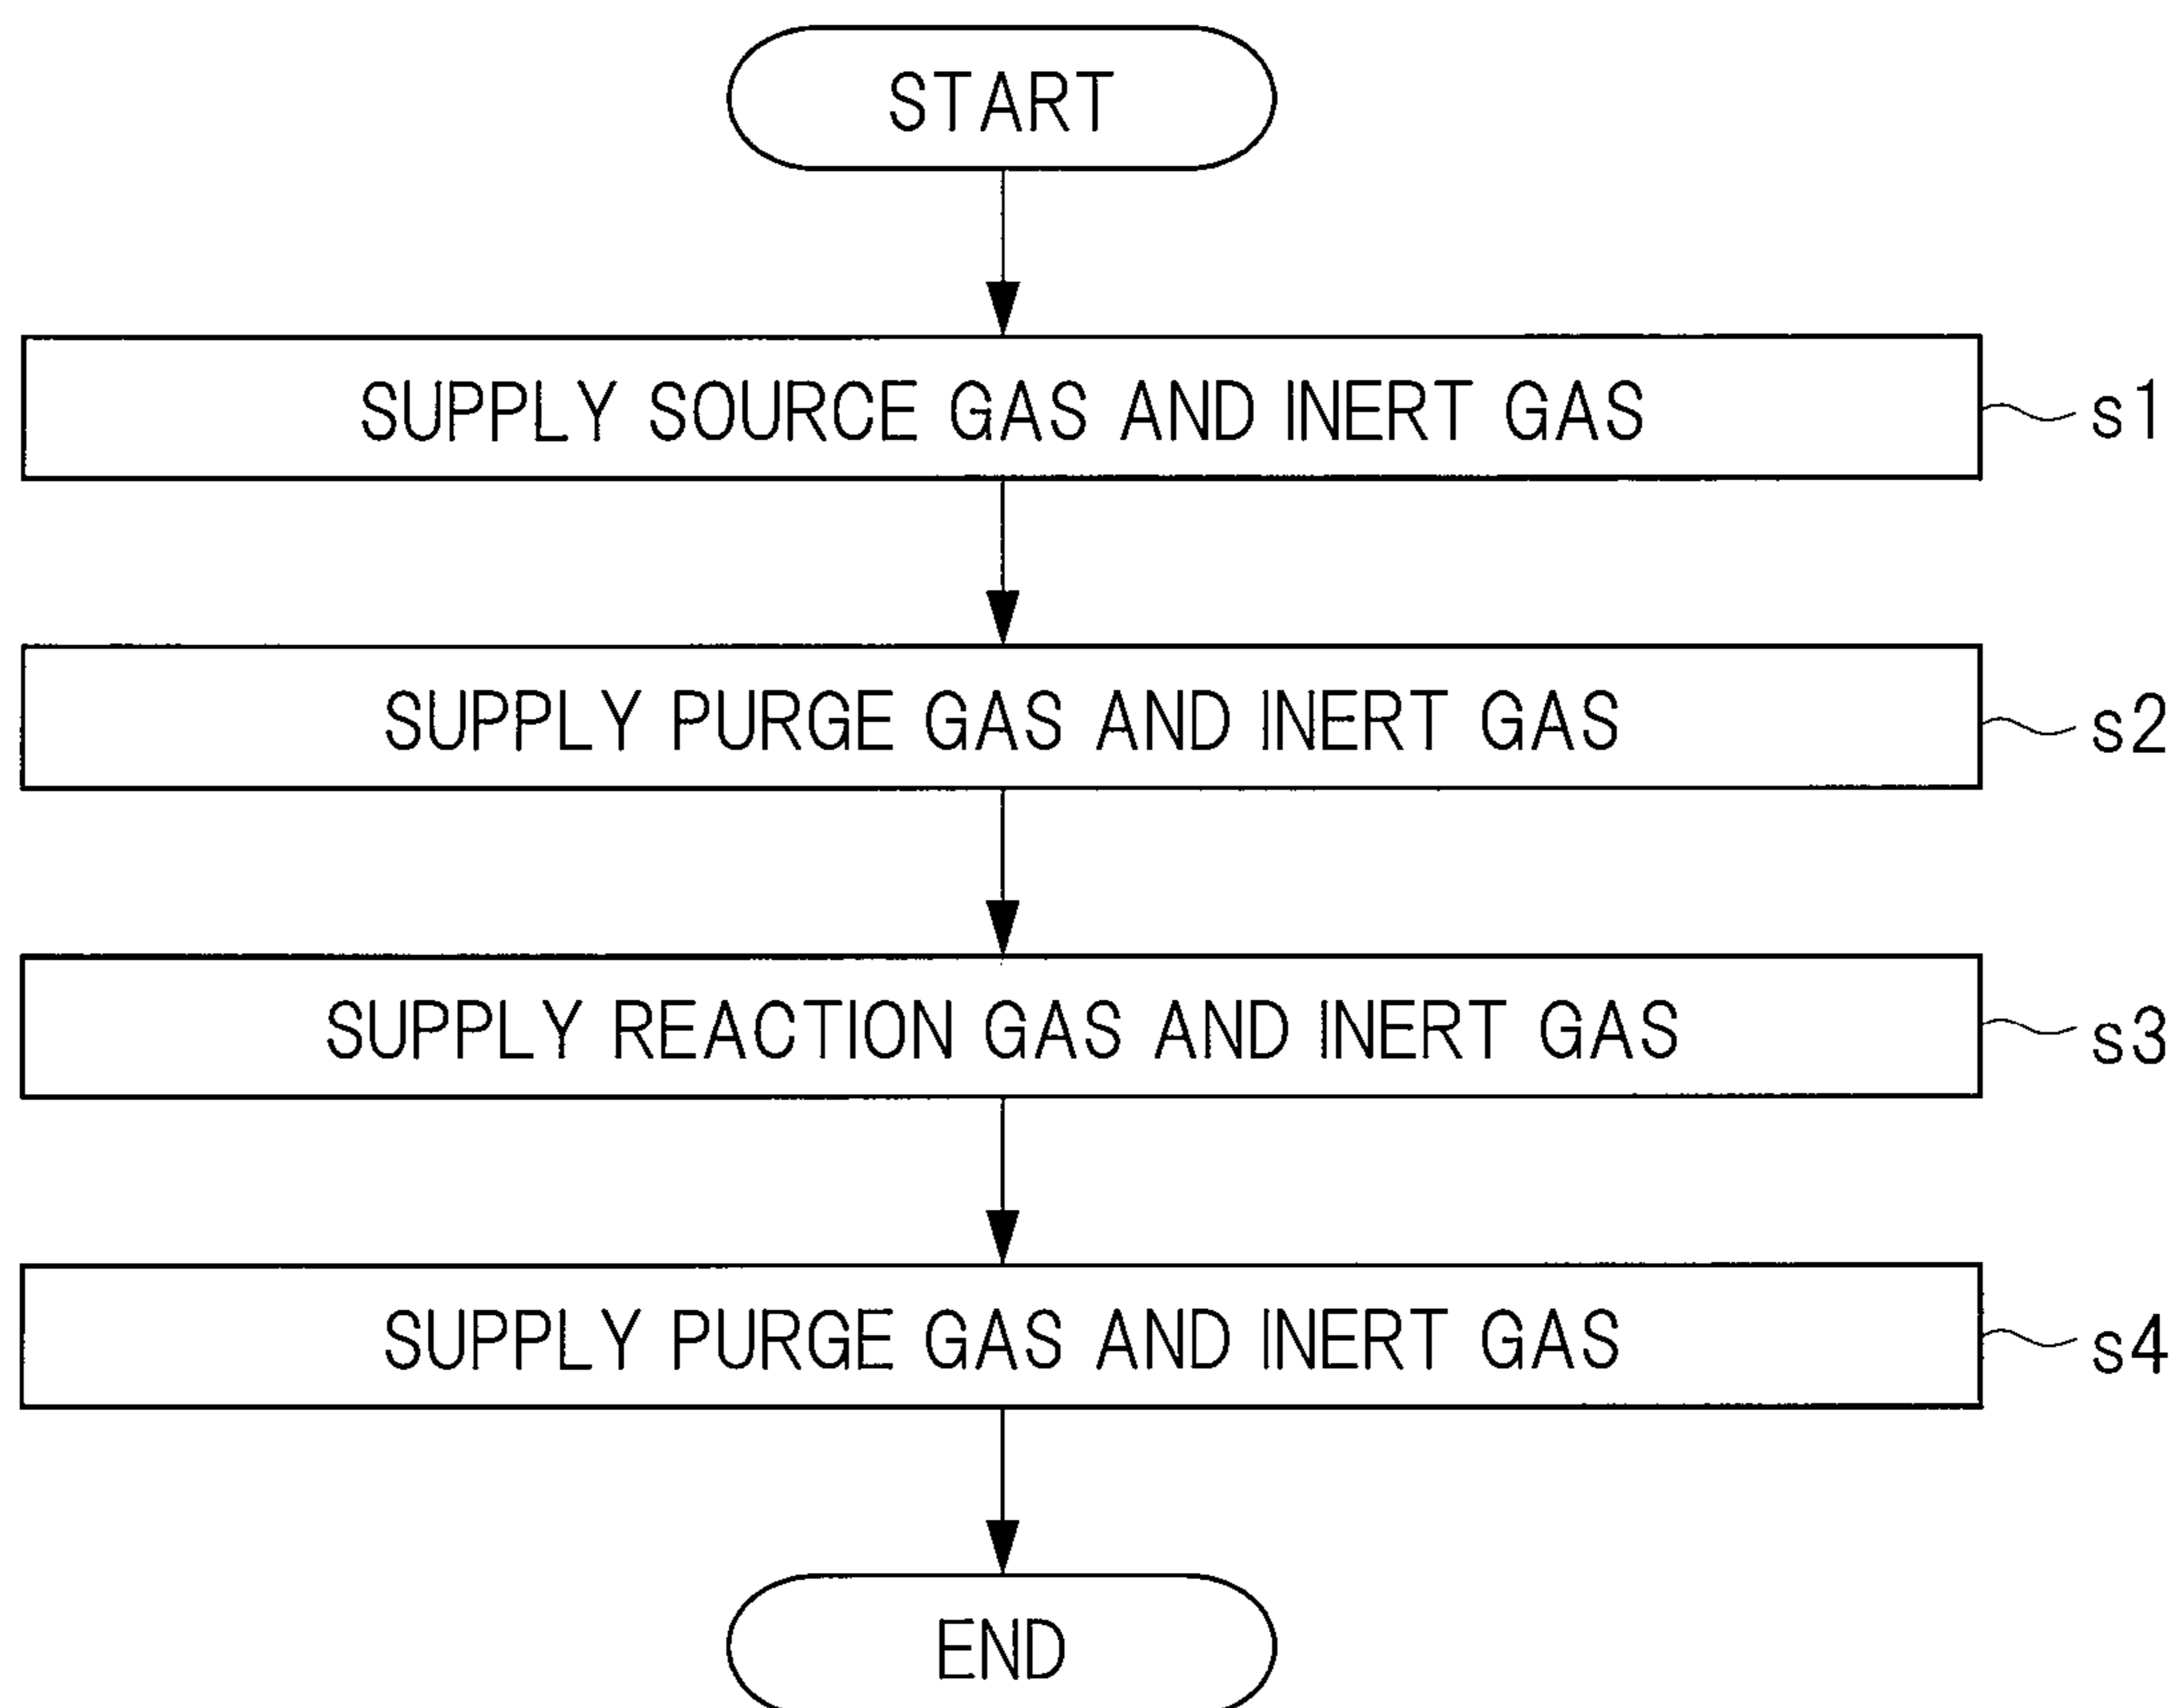 START
SUPPLY SOURCE GAS AND INERT GAS
s1
SUPPLY PURGE GAS AND INERT GAS
s2
SUPPLY REACTION GAS AND INERT GAS
s3
SUPPLY PURGE GAS AND INERT GAS
s4
END